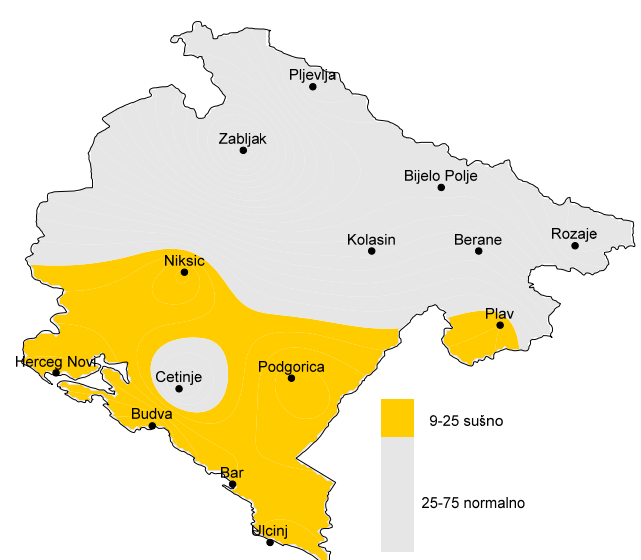 Pljevlja
Zabljak
Bijelo Polje
Rozaje
Kolasin
Berane
Niksic
Plav
Herceg Novi
Podgorica
Cetinje
Budva
9-25 sušno
Bar
25-75 normalno
Ulcinj